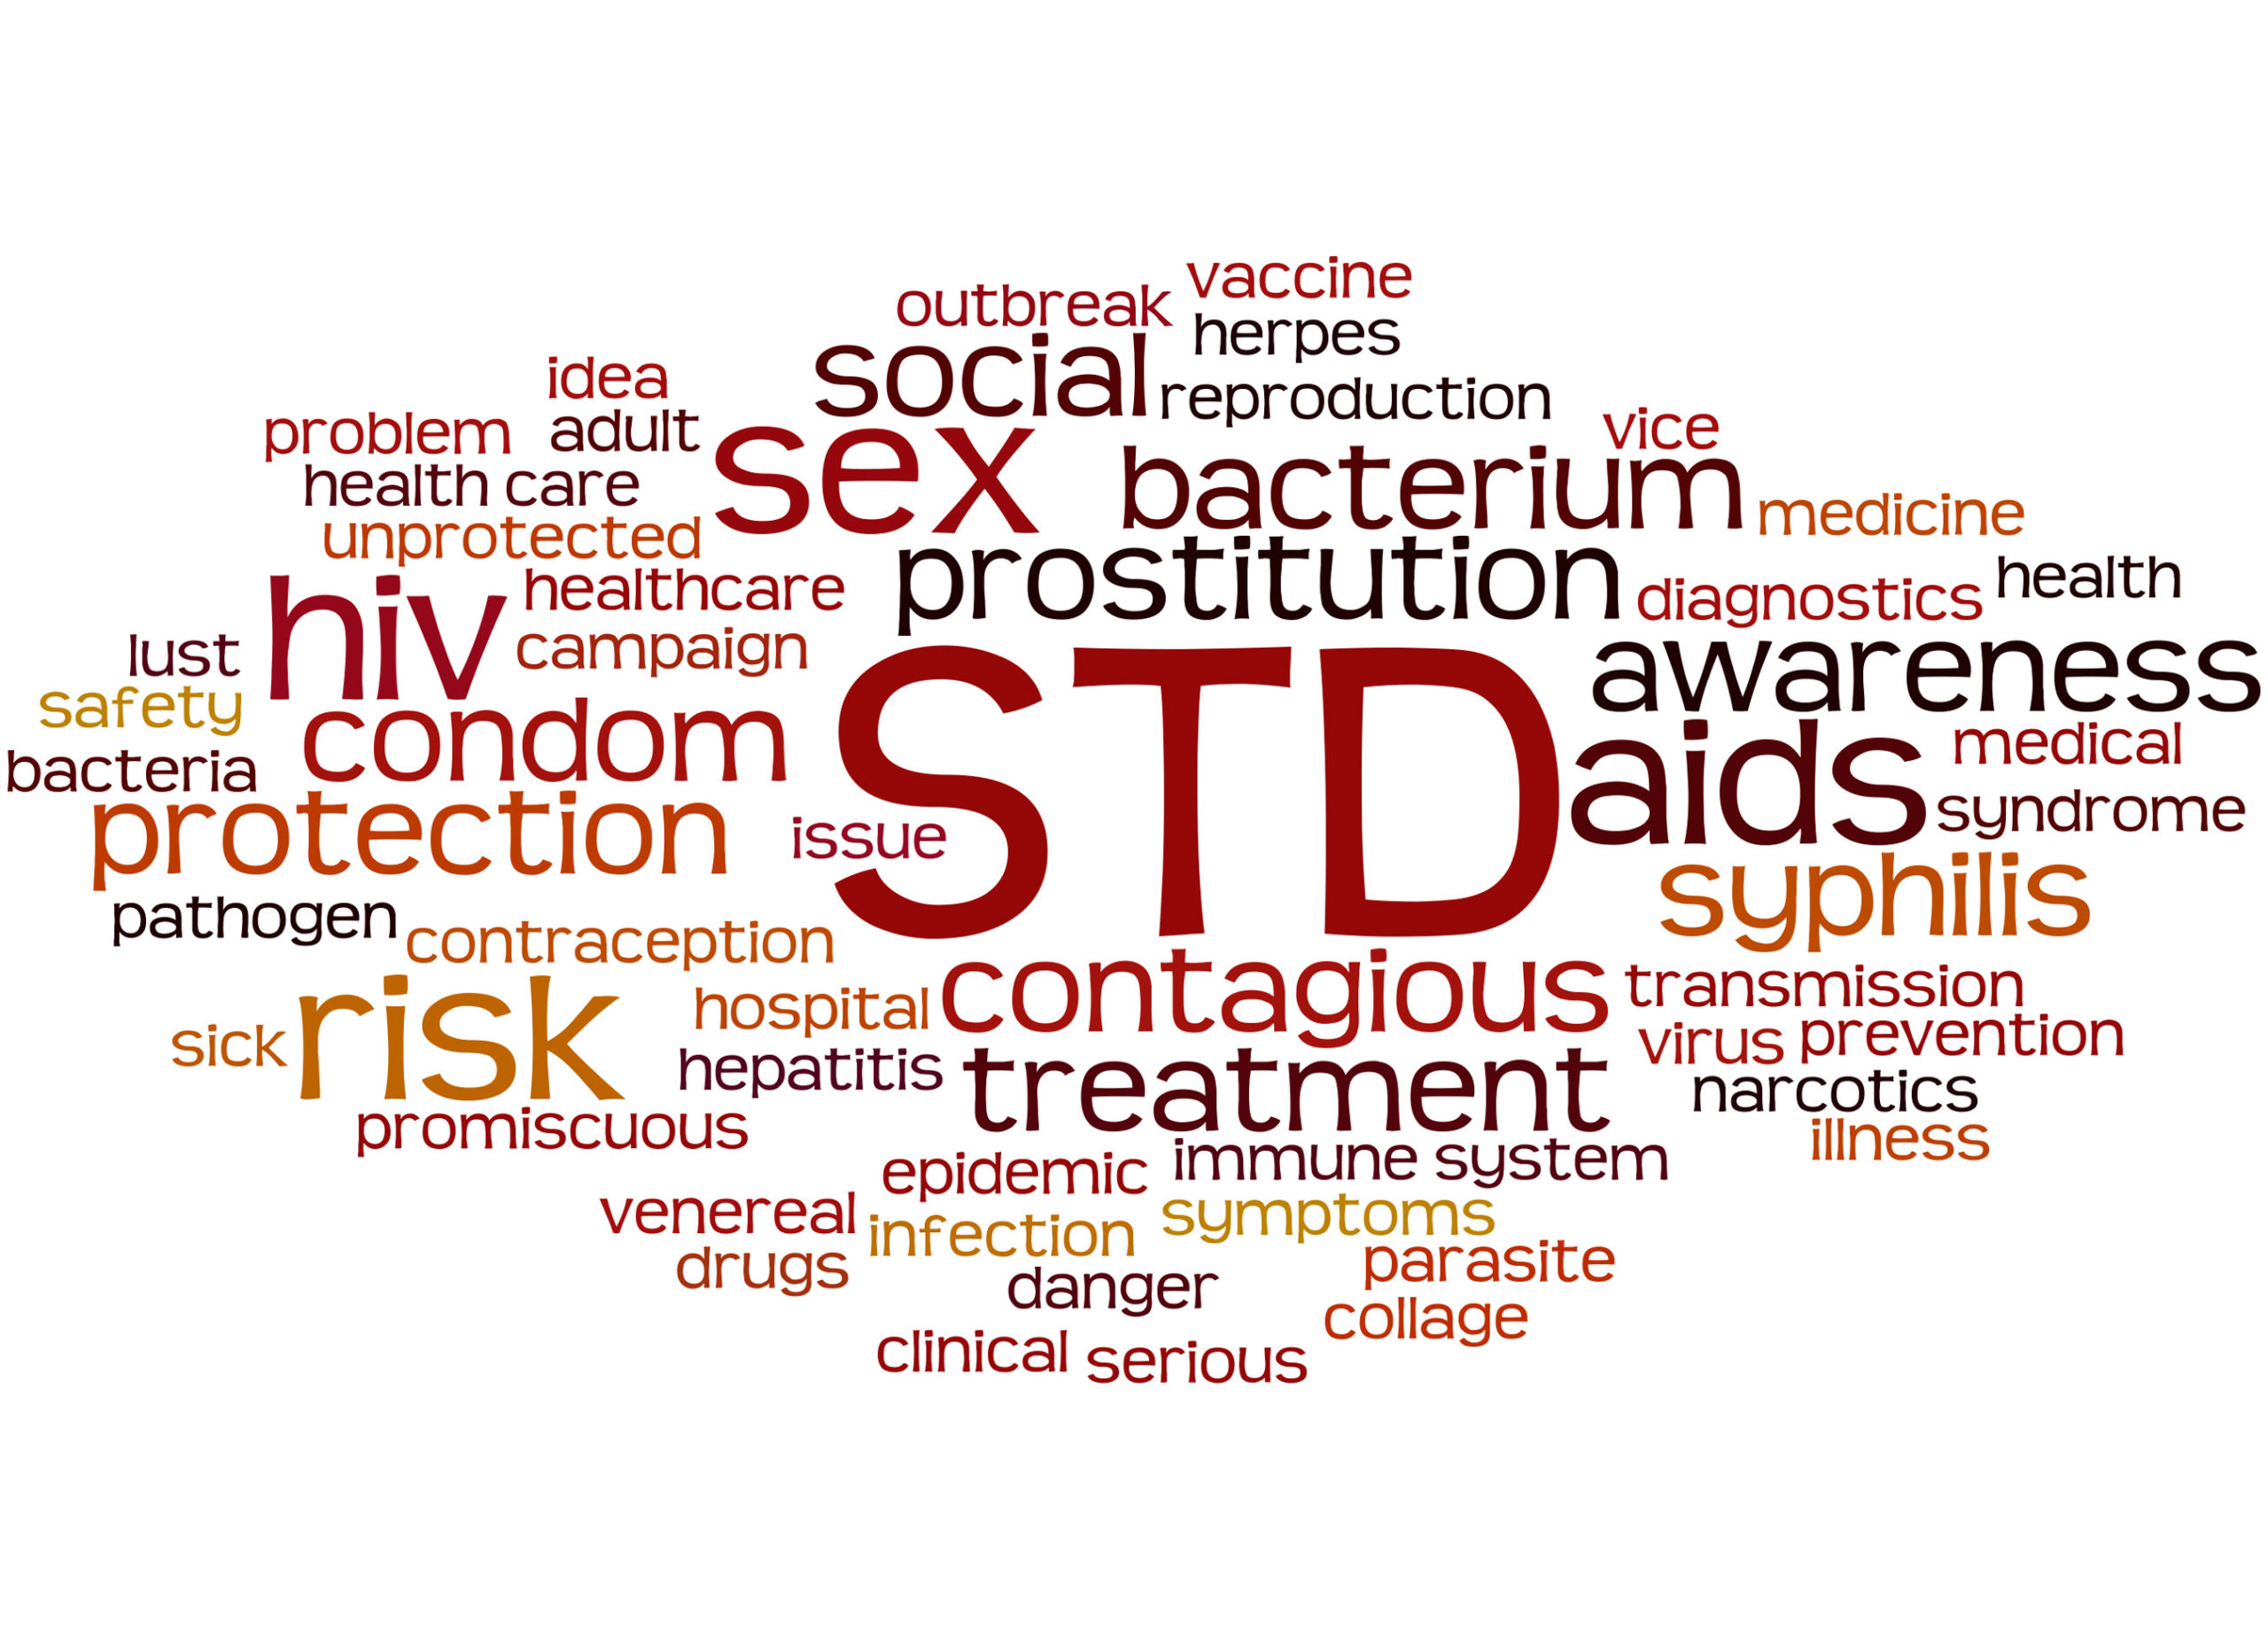 vaccine
outbreak
herpes
social
idea
reproduction
adult
problem
vice
sex
bacterium
health care
medicine
unprotected
prostitution
health
healthcare
diagnostics
hiv
campaign
lust
awareness
safety
condom
STD
medical
bacteria
aids
syndrome
protection
issue
syphilis
pathogen
contraception
contagious
transmission
risk
hospital
virus
prevention
sick
hepatitis
treatment
narcotics
promiscuous
illness
immune system
epidemic
venereal
symptoms
infection
drugs
parasite
danger
collage
clinical
serious